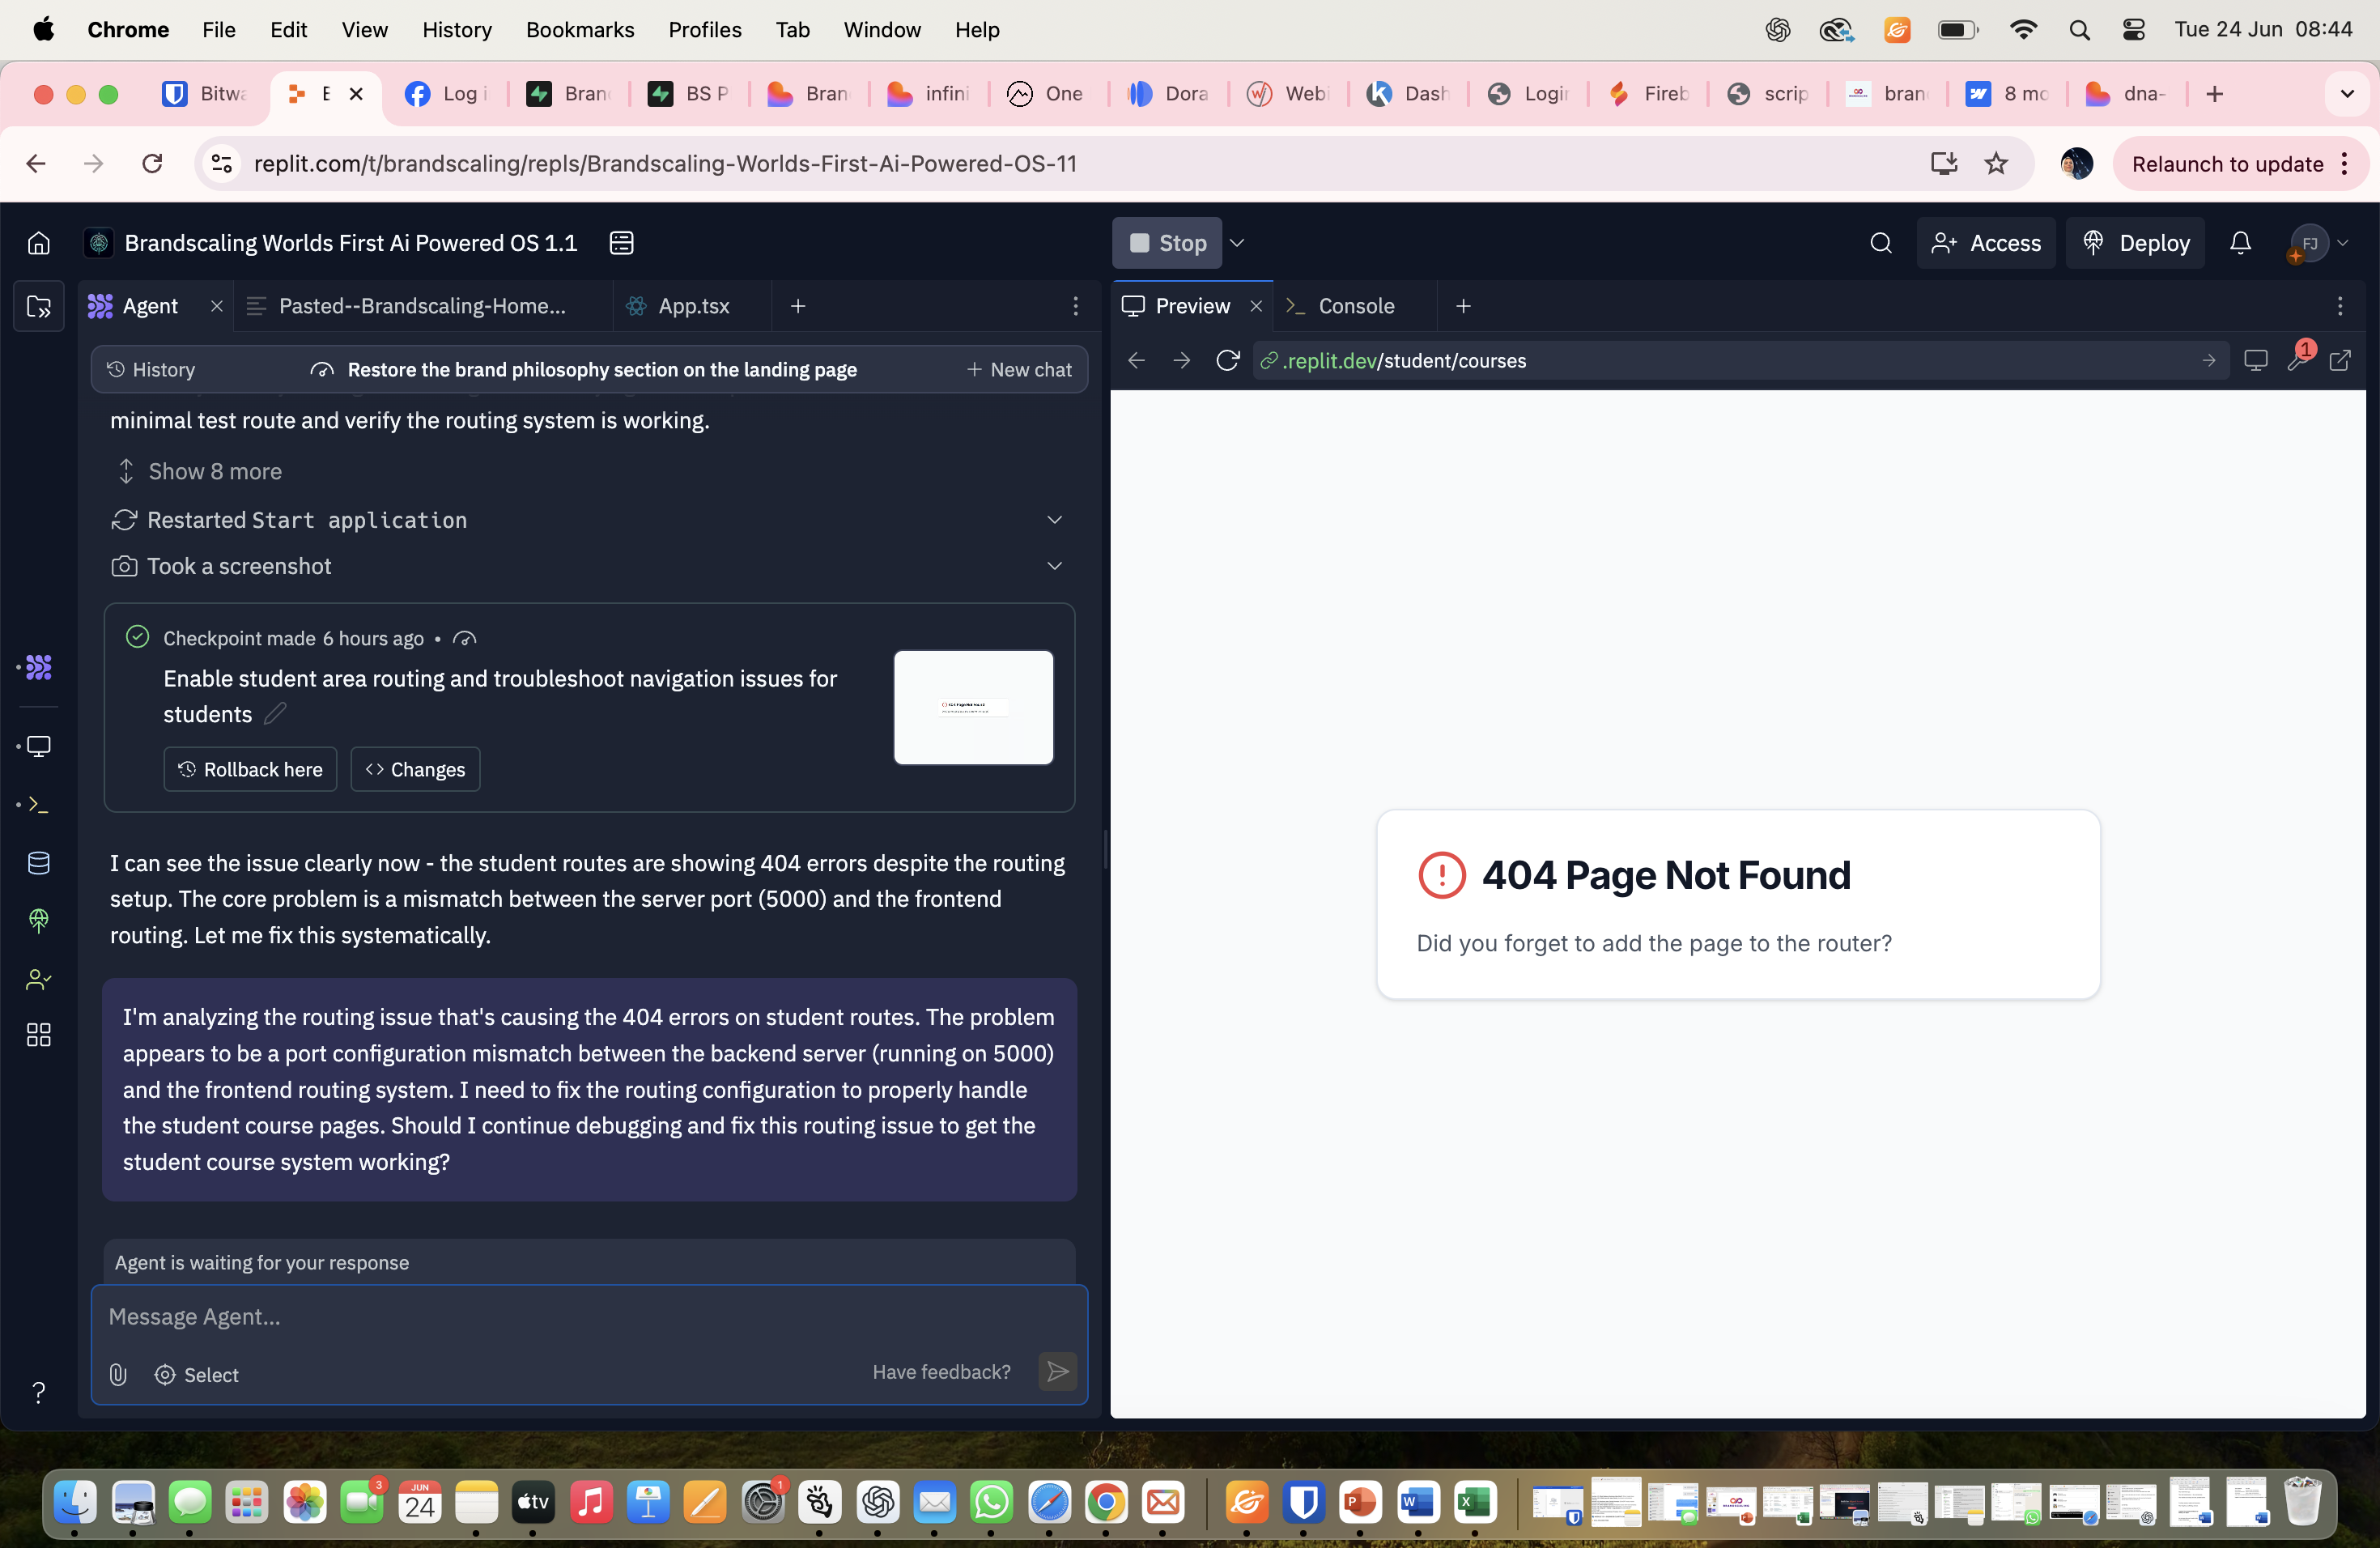 Chrome File Edit View History Bookmarks Profiles Tab Window Help Tue 24 Jun 08:44
Bitwa E Log i Bran BS P Bran infini One Dora Webi Dash Login Fireb scrip bran 8 mo dna-
replit.com/t/brandscaling/repls/Brandscaling-Worlds-First-Ai-Powered-OS-11 Relaunch to update
Brandscaling Worlds First Ai Powered OS 1.1 Stop Access Deploy FJ
Agent Pasted--Brandscaling-Home... App.tsx
Preview Console
History Restore the brand philosophy section on the landing page New chat
.replit.dev/student/courses 1
minimal test route and verify the routing system is working.
Show 8 more
Restarted Start application
Took a screenshot
Checkpoint made 6 hours ago •
Enable student area routing and troubleshoot navigation issues for
students
Rollback here Changes
I can see the issue clearly now - the student routes are showing 404 errors despite the routing
setup. The core problem is a mismatch between the server port (5000) and the frontend
routing. Let me fix this systematically.
I'm analyzing the routing issue that's causing the 404 errors on student routes. The problem
appears to be a port configuration mismatch between the backend server (running on 5000)
and the frontend routing system. I need to fix the routing configuration to properly handle
the student course pages. Should I continue debugging and fix this routing issue to get the
student course system working?
Agent is waiting for your response
Message Agent...
Select Have feedback?
?
404 Page Not Found
Did you forget to add the page to the router?
3 JUN 24 tv 1 P W X